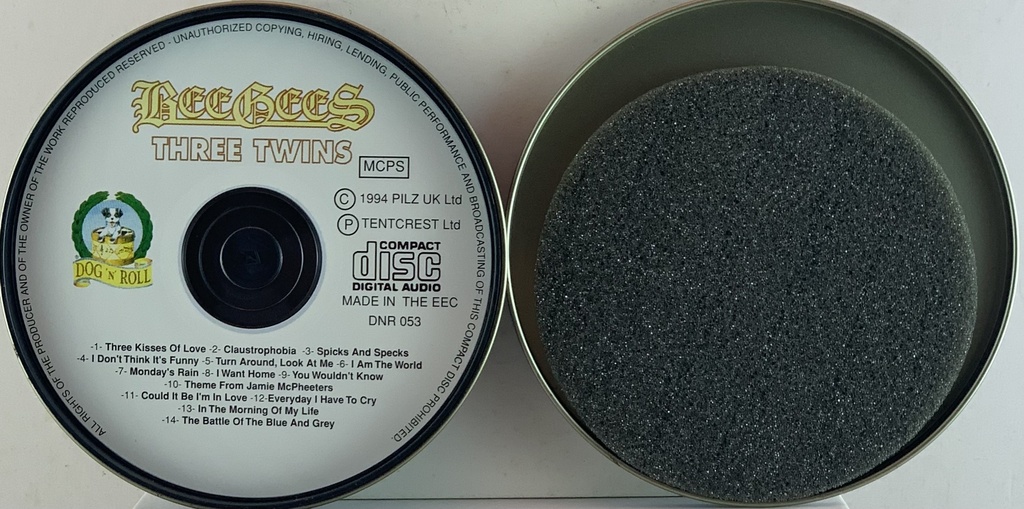 ALL RIGHTS OF THE PRODUCER AND OF THE OWNER OF THE WORK REPRODUCED RESERVED - UNAUTHORIZED COPYING, HIRING, LENDING, PUBLIC PERFORMANCE AND BROADCASTING OF THIS COMPACT DISC PROHIBITED.
BEE GEES
THREE TWINS
MCPS
© 1994 PILZ UK Ltd
Ⓟ TENTCREST Ltd
COMPACT
disc
DIGITAL AUDIO
MADE IN THE EEC
DNR 053
DOG 'N' ROLL
-1- Three Kisses Of Love -2- Claustrophobia -3- Spicks And Specks
-4- I Don't Think It's Funny -5- Turn Around, Look At Me -6- I Am The World
-7- Monday's Rain -8- I Want Home -9- You Wouldn't Know
-10- Theme From Jamie McPheeters
-11- Could It Be I'm In Love -12-Everyday I Have To Cry
-13- In The Morning Of My Life
-14- The Battle Of The Blue And Grey